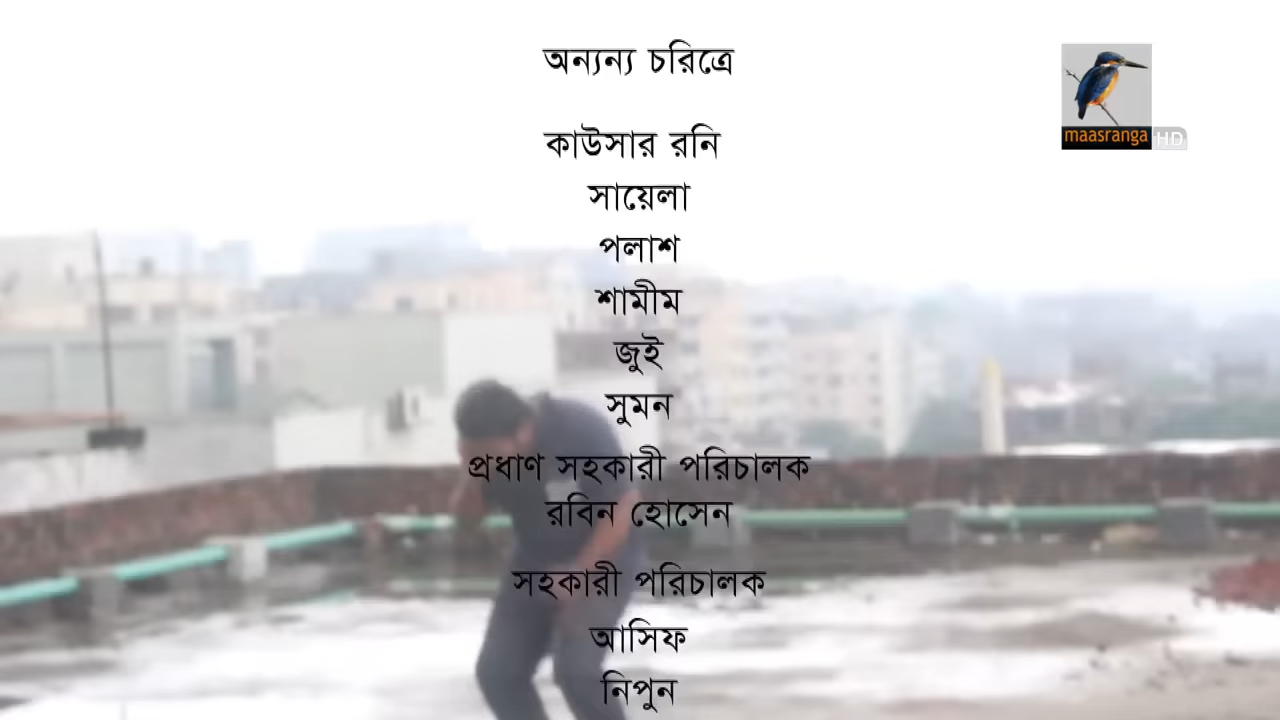 অন্যন্য চরিত্রে
maasranga HD
কাউসার রনি
সায়েলা
পলাশ
শামীম
জুই
সুমন
প্রধাণ সহকারী পরিচালক
রবিন হোসেন
সহকারী পরিচালক
আসিফ
নিপুন